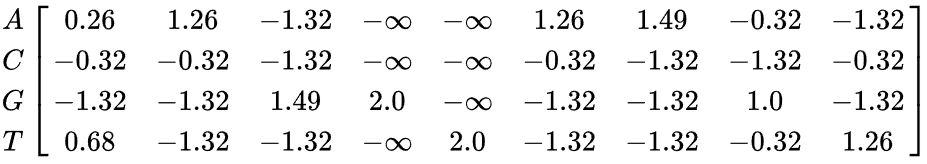 A 0.26 1.26 −1.32 −∞ −∞ 1.26 1.49 −0.32 −1.32
C −0.32 −0.32 −1.32 −∞ −∞ −0.32 −1.32 −1.32 −0.32
G −1.32 −1.32 1.49 2.0 −∞ −1.32 −1.32 1.0 −1.32
T 0.68 −1.32 −1.32 −∞ 2.0 −1.32 −1.32 −0.32 1.26